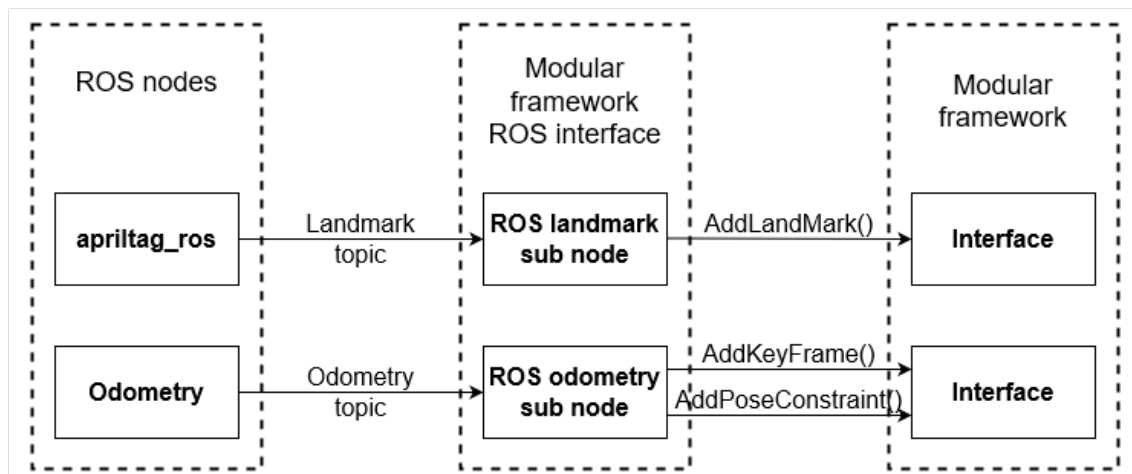 ROS nodes
Modular
framework
ROS interface
Modular
framework
apriltag_ros
Landmark
topic
ROS landmark
sub node
AddLandMark()
Interface
Odometry
Odometry
topic
ROS odometry
sub node
AddKeyFrame()
AddPoseConstraint()
Interface